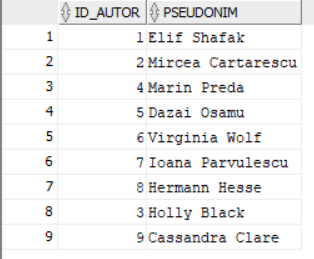 ID_AUTOR PSEUDONIM
1 1 Elif Shafak
2 2 Mircea Cartarescu
3 4 Marin Preda
4 5 Dazai Osamu
5 6 Virginia Wolf
6 7 Ioana Parvulescu
7 8 Hermann Hesse
8 3 Holly Black
9 9 Cassandra Clare